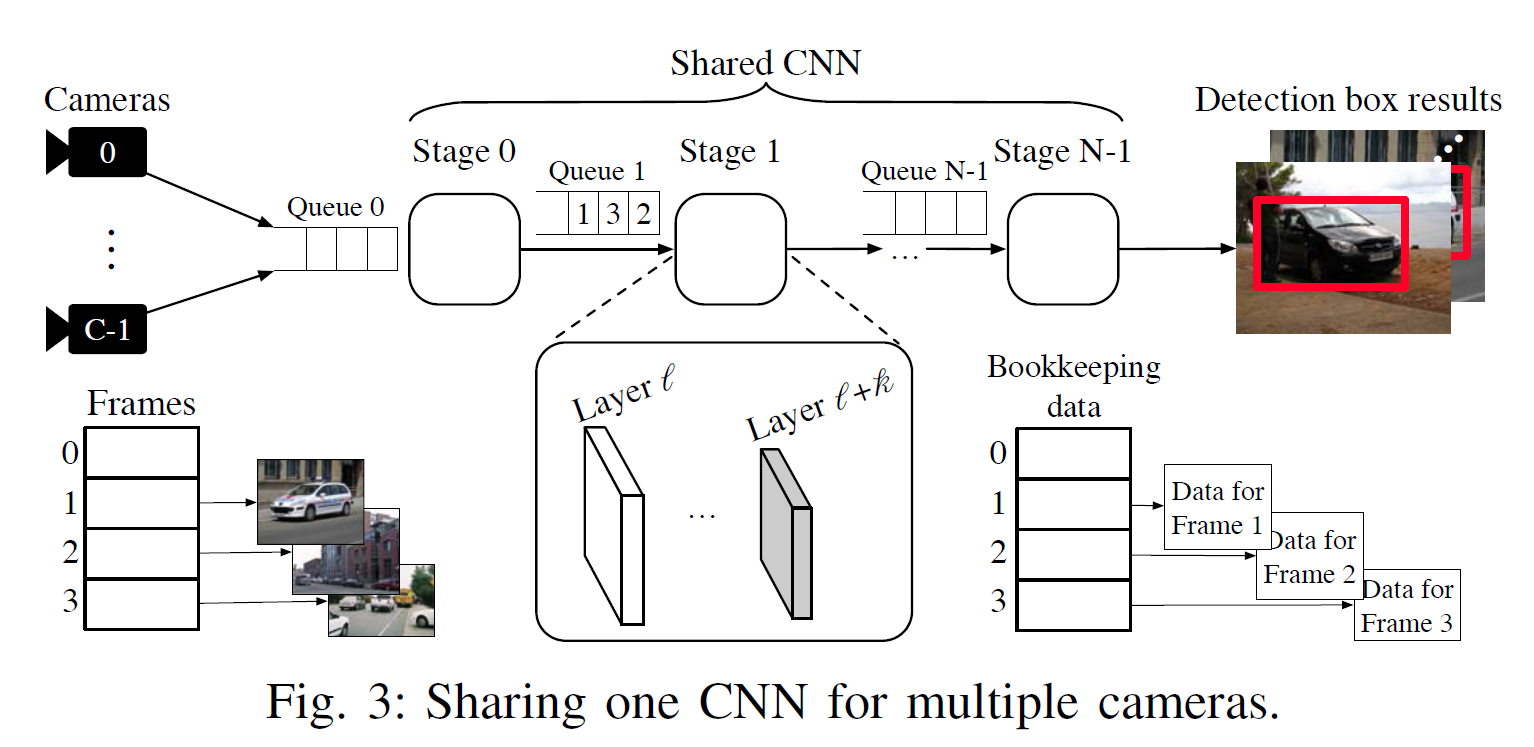 Shared CNN
Cameras
Detection box results
0
Stage 0
Stage 1
Stage N-1
Queue 1
Queue N-1
Queue 0
1 3 2
⋮
...
C-1
Frames
0
1
2
3
Layer ℓ
Layer ℓ+k
...
Bookkeeping
data
0
1
2
3
Data for
Frame 1
Data for
Frame 2
Data for
Frame 3
Fig. 3: Sharing one CNN for multiple cameras.